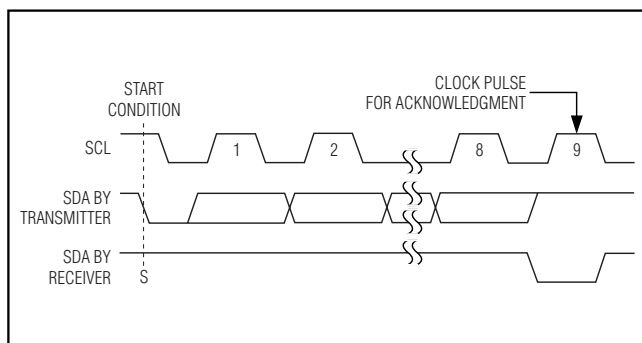 START
CONDITION
CLOCK PULSE
FOR ACKNOWLEDGMENT
SCL
1
2
8
9
SDA BY
TRANSMITTER
SDA BY
RECEIVER
S